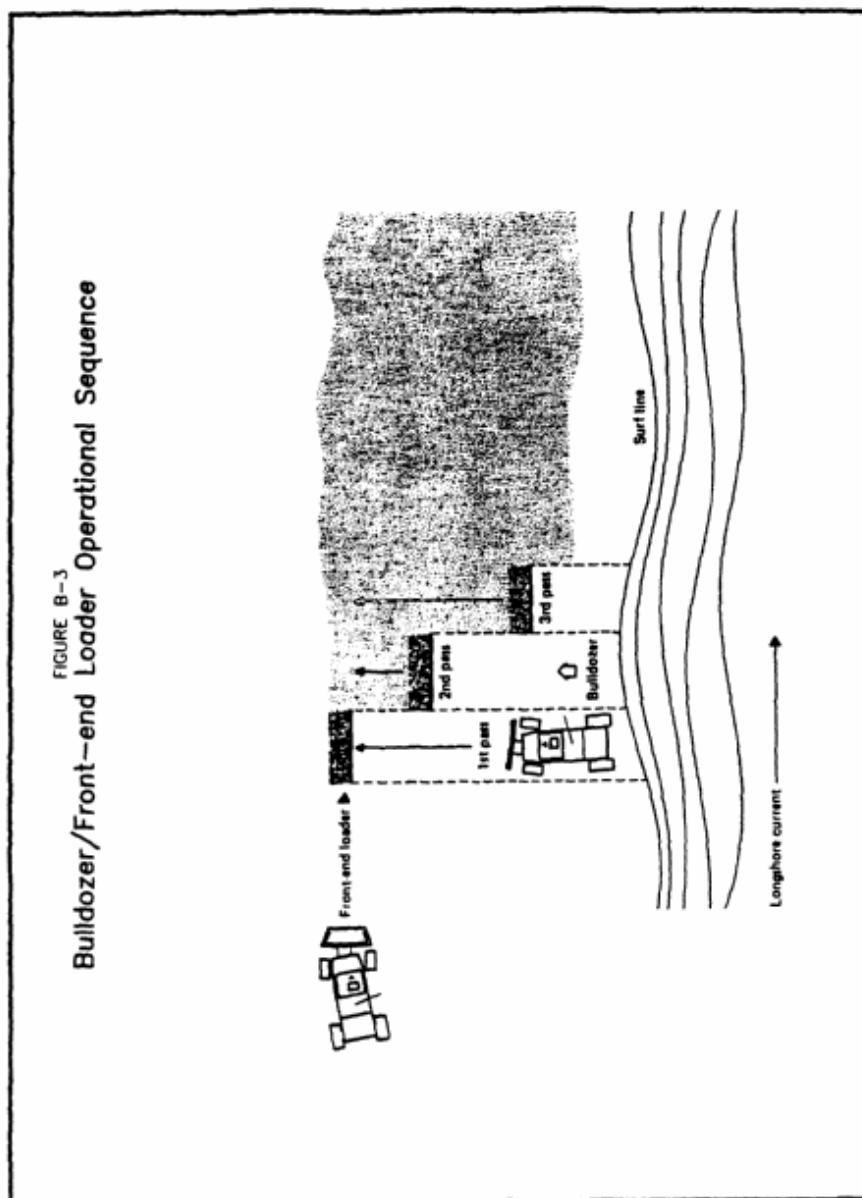 FIGURE B-3
Bulldozer/Front-end Loader Operational Sequence
Front-end loader
1st pass
2nd pass
3rd pass
Bulldozer
Surf line
Longshore current